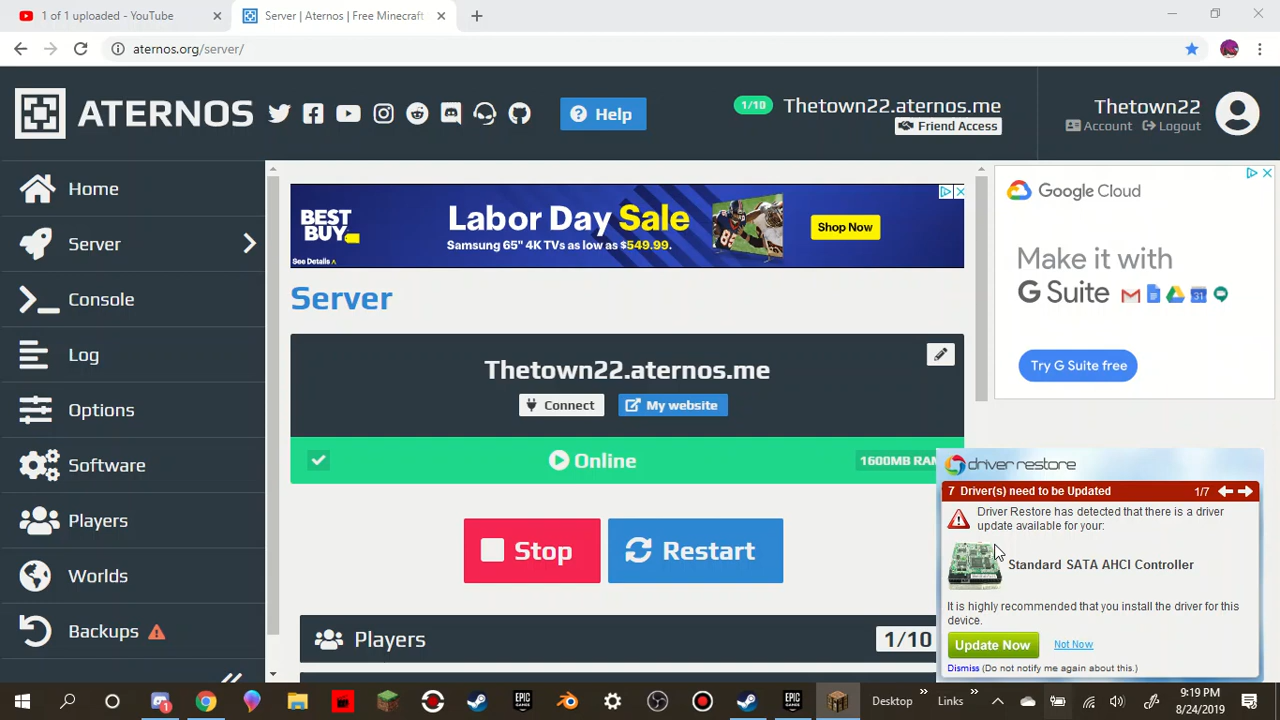 1 of 1 uploaded - YouTube
Server | Aternos | Free Minecraft
aternos.org/server/
ATERNOS
Help
1/10
Thetown22.aternos.me
Friend Access
Thetown22
Account
Logout
Home
Server
Console
Log
Options
Software
Players
Worlds
Backups
BEST
BUY
See Details
Labor Day Sale
Samsung 65" 4K TVs as low as $549.99.
Shop Now
Google Cloud
Make it with
G Suite
31
Try G Suite free
Server
Thetown22.aternos.me
Connect
My website
Online
1600MB RAM
Stop
Restart
Players
1/10
driver restore
7 Driver(s) need to be Updated
1/7
Driver Restore has detected that there is a driver
update available for your:
Standard SATA AHCI Controller
It is highly recommended that you install the driver for this
device.
Update Now
Not Now
Dismiss (Do not notify me again about this.)
EPIC
GAMES
EPIC
GAMES
Desktop
Links
9:19 PM
8/24/2019